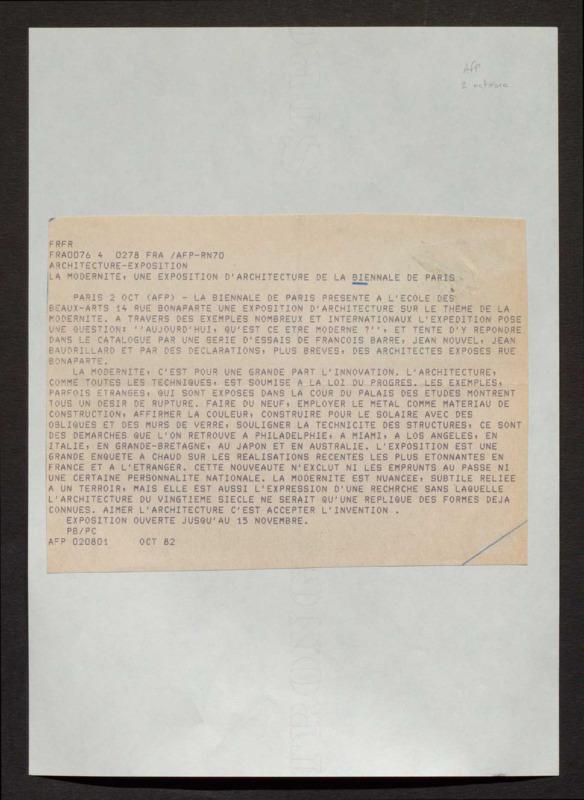 AFP
2 octobre
FRFR
FRA0076 4  0278 FRA /AFP-RN70
ARCHITECTURE-EXPOSITION
LA MODERNITE, UNE EXPOSITION D'ARCHITECTURE DE LA BIENNALE DE PARIS
PARIS 2 OCT (AFP) - LA BIENNALE DE PARIS PRESENTE A L'ECOLE DES
BEAUX-ARTS 14 RUE BONAPARTE UNE EXPOSITION D'ARCHITECTURE SUR LE THEME DE LA
MODERNITE. A TRAVERS DES EXEMPLES NOMBREUX ET INTERNATIONAUX L'EXPEDITION POSE
UNE QUESTION: ''AUJOURD'HUI, QU'EST CE ETRE MODERNE ?'', ET TENTE D'Y REPONDRE
DANS LE CATALOGUE PAR UNE SERIE D'ESSAIS DE FRANCOIS BARRE, JEAN NOUVEL, JEAN
BAUDRILLARD ET PAR DES DECLARATIONS, PLUS BREVES, DES ARCHITECTES EXPOSES RUE
BONAPARTE.
LA MODERNITE, C'EST POUR UNE GRANDE PART L'INNOVATION. L'ARCHITECTURE,
COMME TOUTES LES TECHNIQUES, EST SOUMISE A LA LOI DU PROGRES. LES EXEMPLES,
PARFOIS ETRANGES, QUI SONT EXPOSES DANS LA COUR DU PALAIS DES ETUDES MONTRENT
TOUS UN DESIR DE RUPTURE. FAIRE DU NEUF, EMPLOYER LE METAL COMME MATERIAU DE
CONSTRUCTION, AFFIRMER LA COULEUR, CONSTRUIRE POUR LE SOLAIRE AVEC DES
OBLIQUES ET DES MURS DE VERRE, SOULIGNER LA TECHNICITE DES STRUCTURES, CE SONT
DES DEMARCHES QUE L'ON RETROUVE A PHILADELPHIE, A MIAMI, A LOS ANGELES, EN
ITALIE, EN GRANDE-BRETAGNE, AU JAPON ET EN AUSTRALIE. L'EXPOSITION EST UNE
GRANDE ENQUETE A CHAUD SUR LES REALISATIONS RECENTES LES PLUS ETONNANTES EN
FRANCE ET A L'ETRANGER. CETTE NOUVEAUTE N'EXCLUT NI LES EMPRUNTS AU PASSE NI
UNE CERTAINE PERSONNALITE NATIONALE. LA MODERNITE EST NUANCEE, SUBTILE RELIEE
A UN TERROIR, MAIS ELLE EST AUSSI L'EXPRESSION D'UNE RECHRCHE SANS LAQUELLE
L'ARCHITECTURE DU VINGTIEME SIECLE NE SERAIT QU'UNE REPLIQUE DES FORMES DEJA
CONNUES. AIMER L'ARCHITECTURE C'EST ACCEPTER L'INVENTION .
EXPOSITION OUVERTE JUSQU'AU 15 NOVEMBRE.
PB/PC
AFP 020801     OCT 82